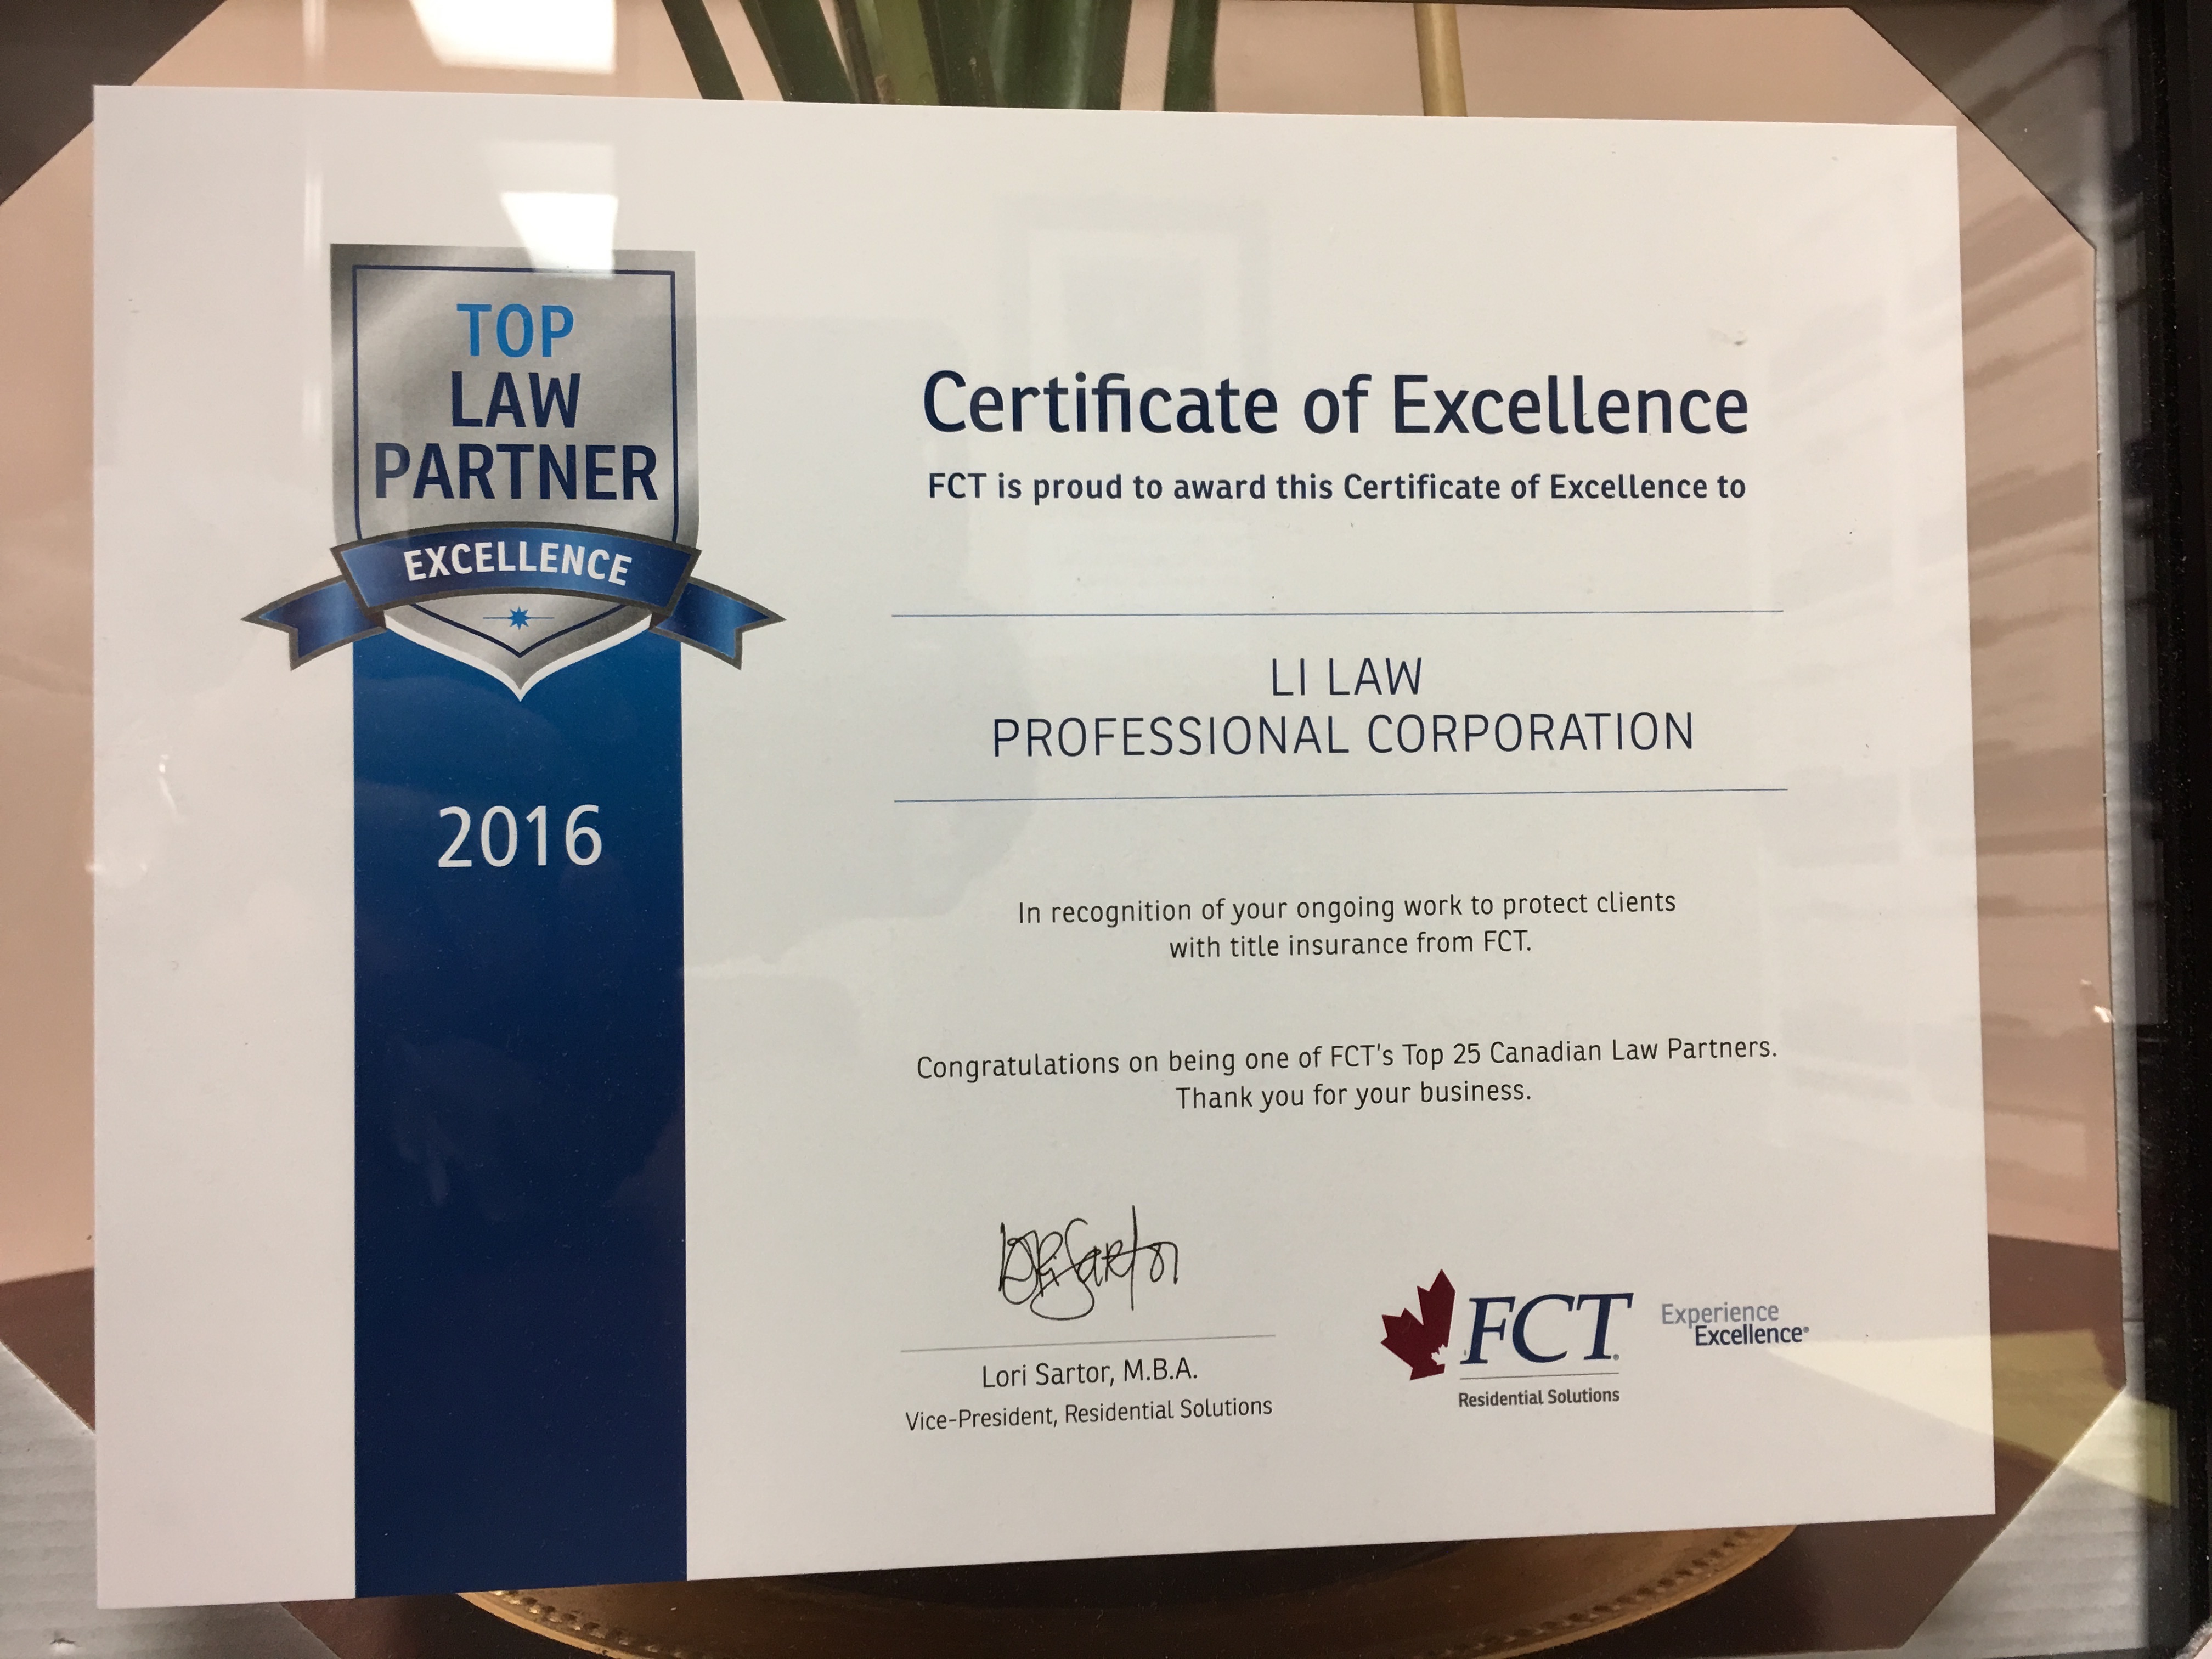 TOP
LAW
PARTNER
EXCELLENCE
2016
Certificate of Excellence
FCT is proud to award this Certificate of Excellence to
LI LAW
PROFESSIONAL CORPORATION
In recognition of your ongoing work to protect clients
with title insurance from FCT.
Congratulations on being one of FCT's Top 25 Canadian Law Partners.
Thank you for your business.
Lori Sartor
Lori Sartor, M.B.A.
Vice-President, Residential Solutions
FCT
Residential Solutions
Experience
Excellence®